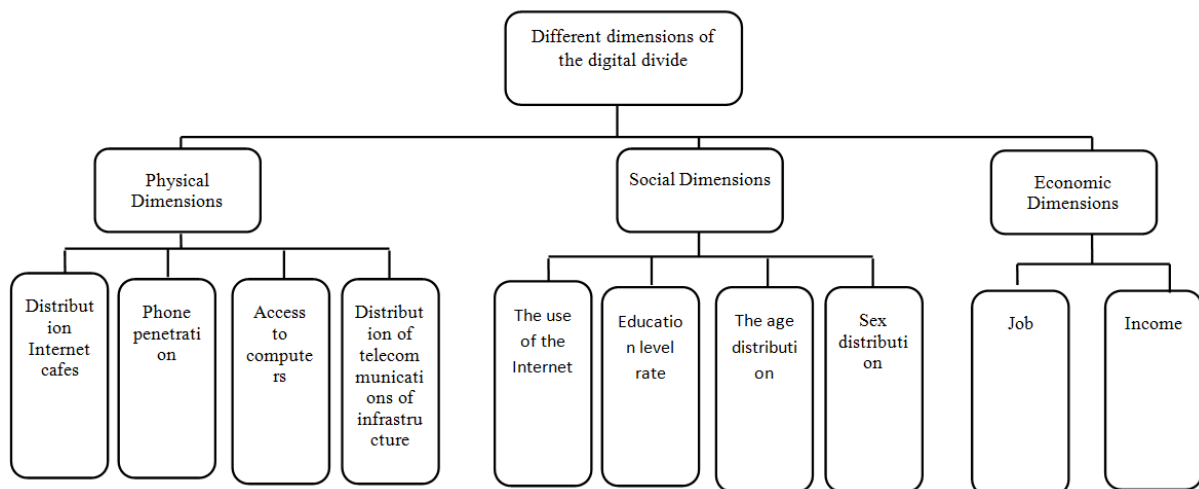 Different dimensions of
the digital divide
Physical
Dimensions
Social Dimensions
Economic
Dimensions
Distribut
ion
Internet
cafes
Phone
penetrati
on
Access
to
compute
rs
Distribut
ion of
telecom
municati
ons of
infrastru
cture
The use
of the
Internet
Educatio
n level
rate
The age
distributi
on
Sex
distributi
on
Job
Income